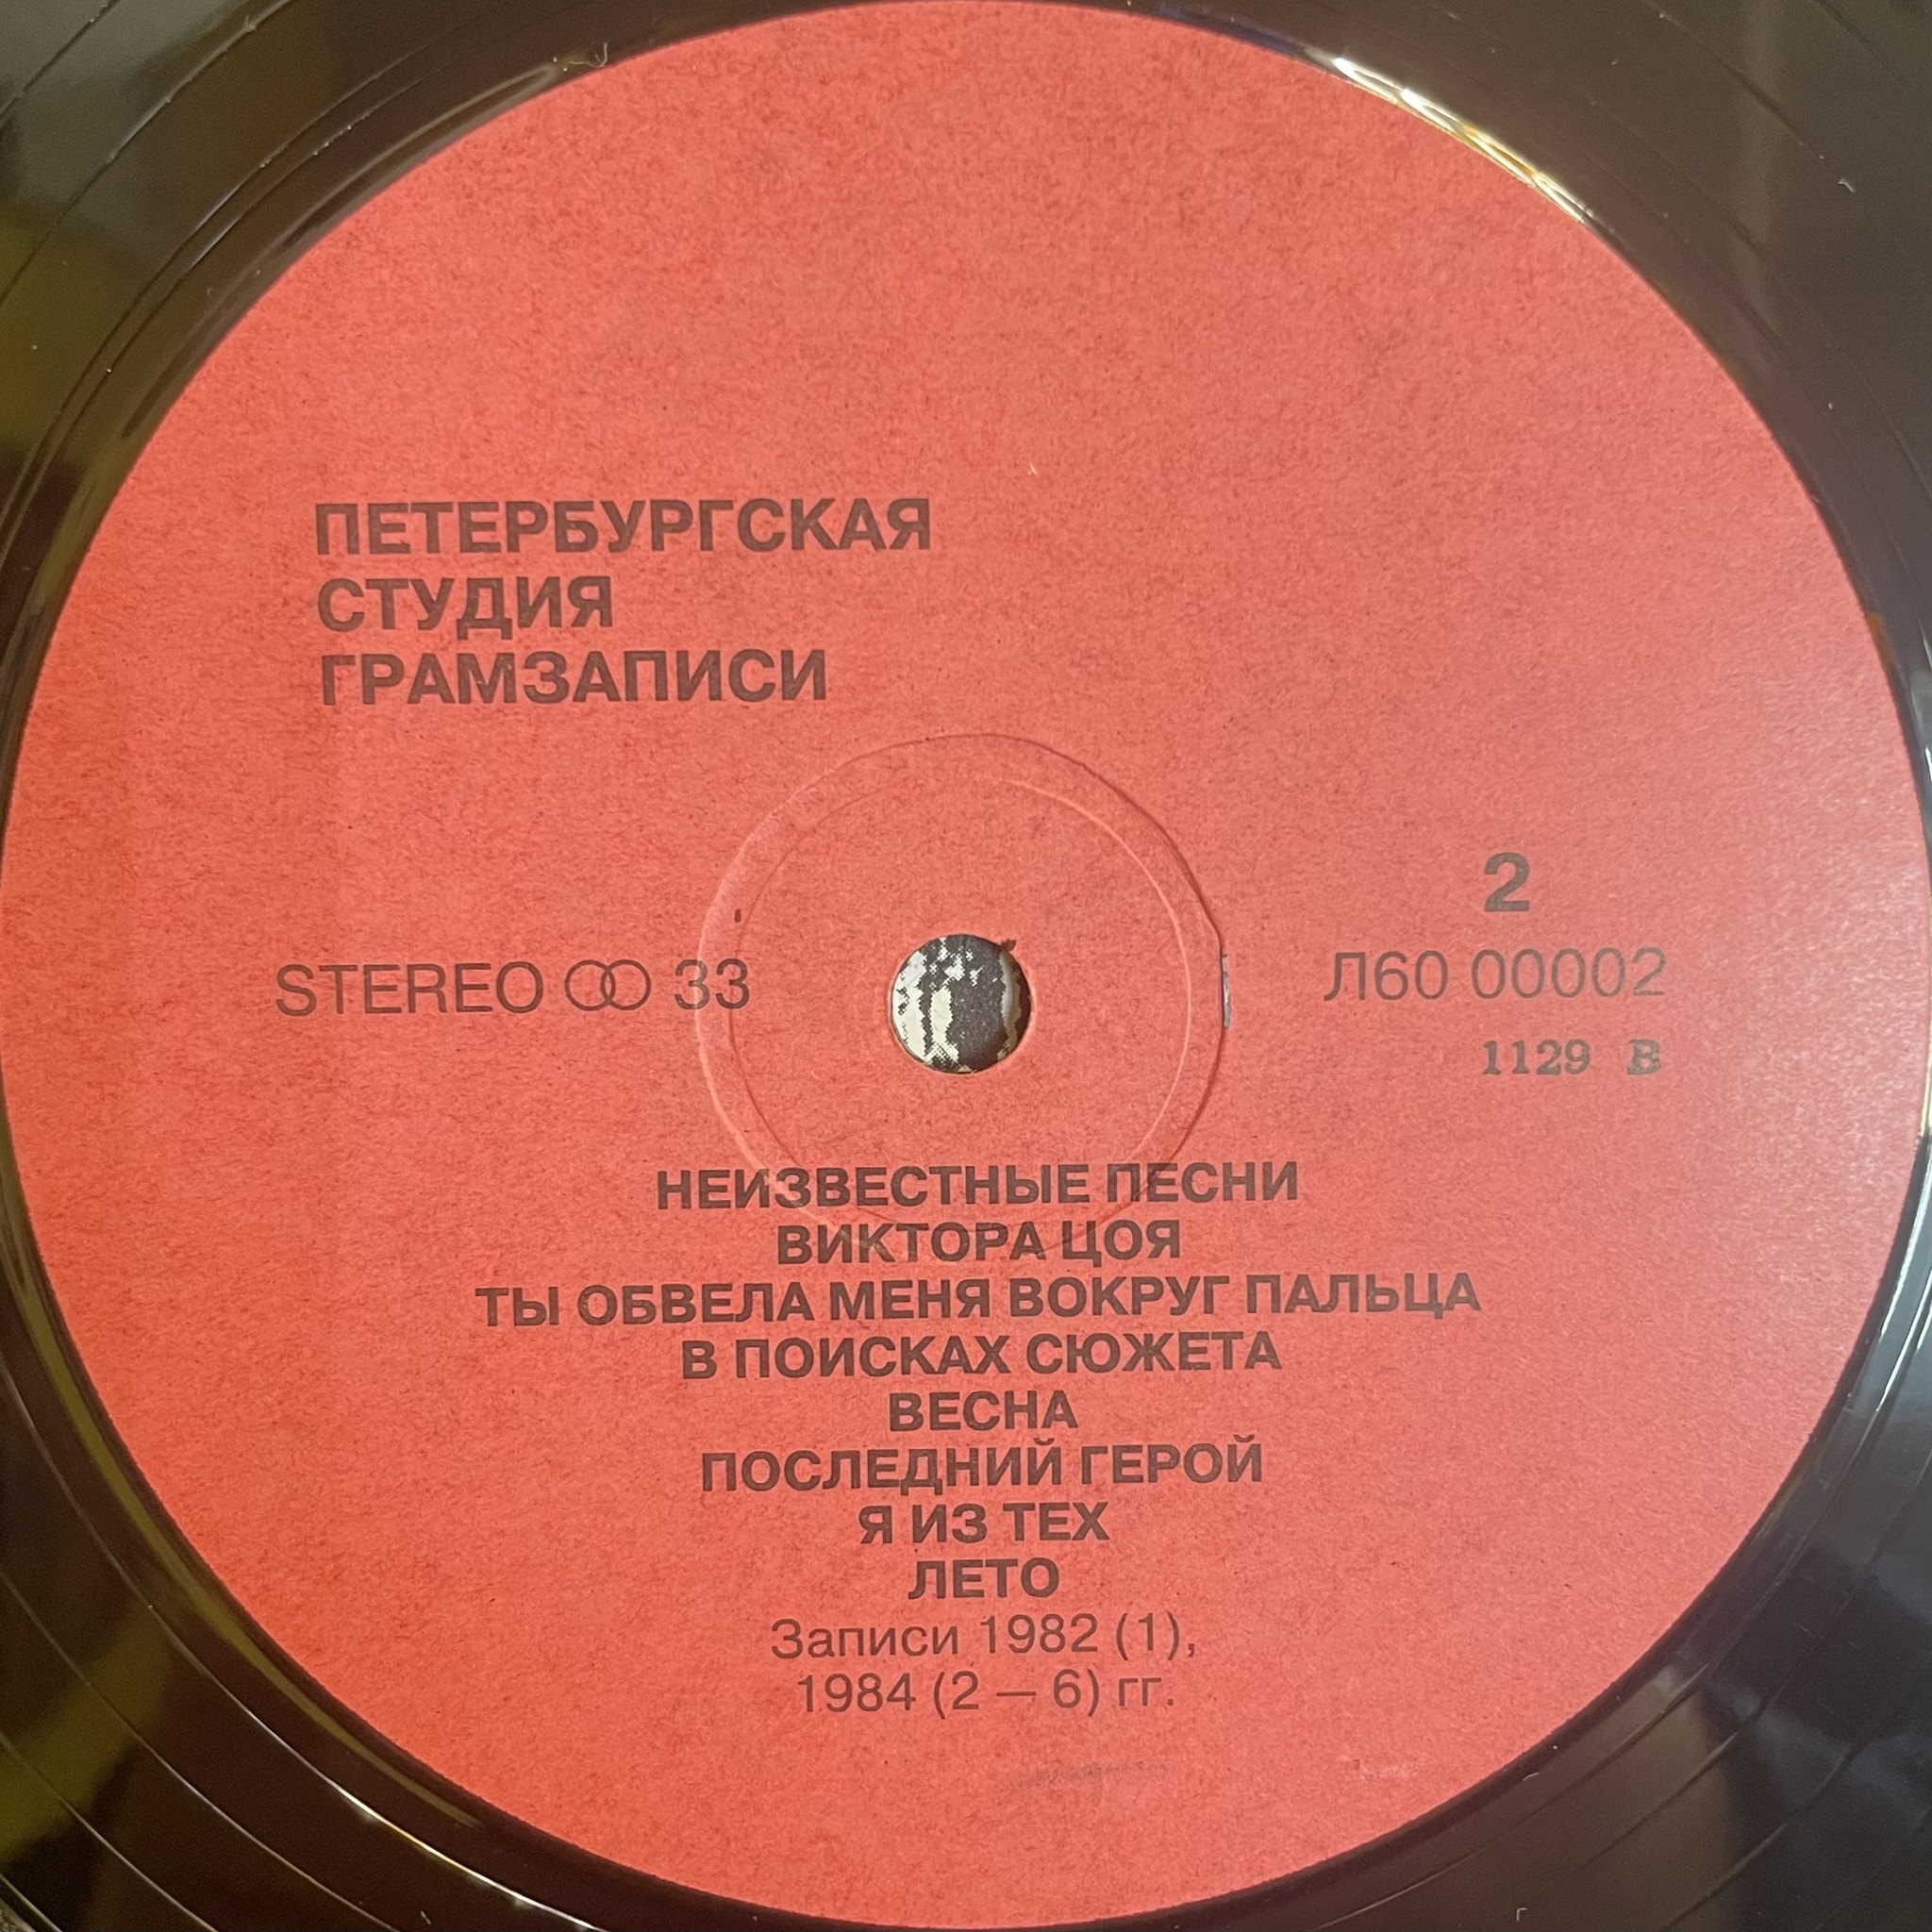 ПЕТЕРБУРГСКАЯ
СТУДИЯ
ГРАМЗАПИСИ
2
STEREO 33
Л60 00002
1129 В
НЕИЗВЕСТНЫЕ ПЕСНИ
ВИКТОРА ЦОЯ
ТЫ ОБВЕЛА МЕНЯ ВОКРУГ ПАЛЬЦА
В ПОИСКАХ СЮЖЕТА
ВЕСНА
ПОСЛЕДНИЙ ГЕРОЙ
Я ИЗ ТЕХ
ЛЕТО
Записи 1982 (1),
1984 (2 — 6) гг.